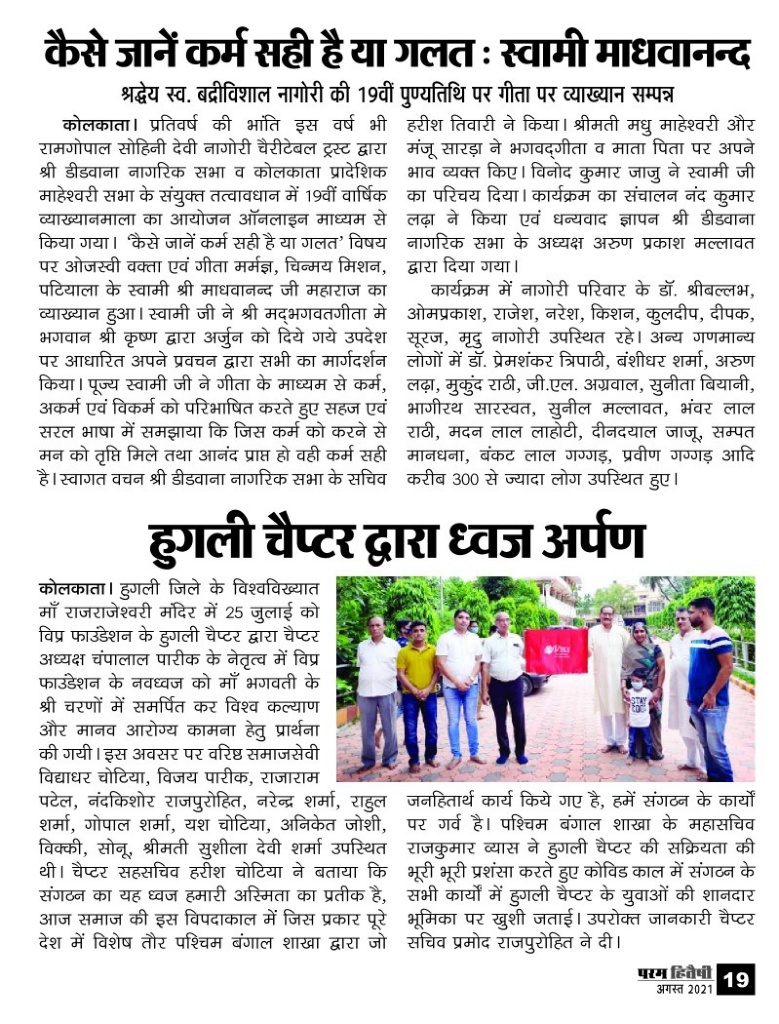 कैसे जानें कर्म सही है या गलत : स्वामी माधवानन्द
श्रद्धेय स्व. बद्रीविशाल नागोरी की 19वीं पुण्यतिथि पर गीता पर व्याख्यान सम्पन्न
कोलकाता। प्रतिवर्ष की भांति इस वर्ष भी
रामगोपाल सोहिनी देवी नागोरी चैरीटेबल ट्रस्ट द्वारा
श्री डीडवाना नागरिक सभा व कोलकाता प्रादेशिक
माहेश्वरी सभा के संयुक्त तत्वावधान में 19वीं वार्षिक
व्याख्यानमाला का आयोजन ऑनलाइन माध्यम से
किया गया। 'कैसे जानें कर्म सही है या गलत' विषय
पर ओजस्वी वक्ता एवं गीता मर्मज्ञ, चिन्मय मिशन,
पटियाला के स्वामी श्री माधवानन्द जी महाराज का
व्याख्यान हुआ। स्वामी जी ने श्री मद्भगवतगीता मे
भगवान श्री कृष्ण द्वारा अर्जुन को दिये गये उपदेश
पर आधारित अपने प्रवचन द्वारा सभी का मार्गदर्शन
किया। पूज्य स्वामी जी ने गीता के माध्यम से कर्म,
अकर्म एवं विकर्म को परिभाषित करते हुए सहज एवं
सरल भाषा में समझाया कि जिस कर्म को करने से
मन को तृप्ति मिले तथा आनंद प्राप्त हो वही कर्म सही
है। स्वागत वचन श्री डीडवाना नागरिक सभा के सचिव
हरीश तिवारी ने किया। श्रीमती मधु माहेश्वरी और
मंजू सारड़ा ने भगवद्गीता व माता पिता पर अपने
भाव व्यक्त किए। विनोद कुमार जाजु ने स्वामी जी
का परिचय दिया। कार्यक्रम का संचालन नंद कुमार
लढ़ा ने किया एवं धन्यवाद ज्ञापन श्री डीडवाना
नागरिक सभा के अध्यक्ष अरुण प्रकाश मल्लावत
द्वारा दिया गया।
कार्यक्रम में नागोरी परिवार के डॉ. श्रीबल्लभ,
ओमप्रकाश, राजेश, नरेश, किशन, कुलदीप, दीपक,
सूरज, मृदु नागोरी उपस्थित रहे। अन्य गणमान्य
लोगों में डॉ. प्रेमशंकर त्रिपाठी, बंशीधर शर्मा, अरुण
लढ़ा, मुकुंद राठी, जी.एल. अग्रवाल, सुनीता बियानी,
भागीरथ सारस्वत, सुनील मल्लावत, भंवर लाल
राठी, मदन लाल लाहोटी, दीनदयाल जाजू, सम्पत
मानधना, बंकट लाल गग्गड़, प्रवीण गग्गड़ आदि
करीब 300 से ज्यादा लोग उपस्थित हुए।
हुगली चैप्टर द्वारा ध्वज अर्पण
कोलकाता। हुगली जिले के विश्वविख्यात
माँ राजराजेश्वरी मंदिर में 25 जुलाई को
विप्र फाउंडेशन के हुगली चैप्टर द्वारा चैप्टर
अध्यक्ष चंपालाल पारीक के नेतृत्व में विप्र
फाउंडेशन के नवध्वज को माँ भगवती के
श्री चरणों में समर्पित कर विश्व कल्याण
और मानव आरोग्य कामना हेतु प्रार्थना
की गयी। इस अवसर पर वरिष्ठ समाजसेवी
विद्याधर चोटिया, विजय पारीक, राजाराम
पटेल, नंदकिशोर राजपुरोहित, नरेन्द्र शर्मा, राहुल
शर्मा, गोपाल शर्मा, यश चोटिया, अनिकेत जोशी,
विक्की, सोनू, श्रीमती सुशीला देवी शर्मा उपस्थित
थी। चैप्टर सहसचिव हरीश चोटिया ने बताया कि
संगठन का यह ध्वज हमारी अस्मिता का प्रतीक है,
आज समाज की इस विपदाकाल में जिस प्रकार पूरे
देश में विशेष तौर पश्चिम बंगाल शाखा द्वारा जो
जनहितार्थ कार्य किये गए है, हमें संगठन के कार्यों
पर गर्व है। पश्चिम बंगाल शाखा के महासचिव
राजकुमार व्यास ने हुगली चैप्टर की सक्रियता की
भूरी भूरी प्रशंसा करते हुए कोविड काल में संगठन के
सभी कार्यों में हुगली चैप्टर के युवाओं की शानदार
भूमिका पर खुशी जताई। उपरोक्त जानकारी चैप्टर
सचिव प्रमोद राजपुरोहित ने दी।
परम हितैषी
अगस्त 2021
19